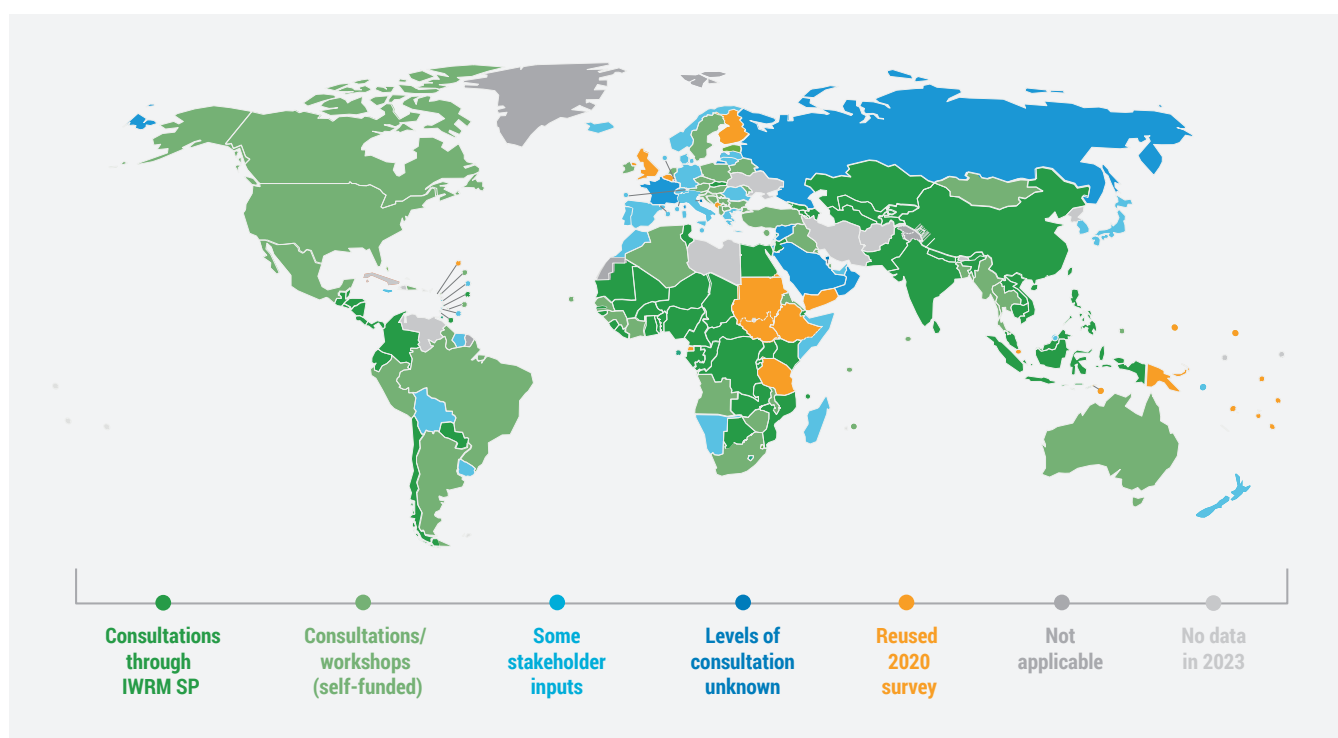 Consultations
through
IWRM SP
Consultations/
workshops
(self-funded)
Some
stakeholder
inputs
Levels of
consultation
unknown
Reused
2020
survey
Not
applicable
No data
in 2023